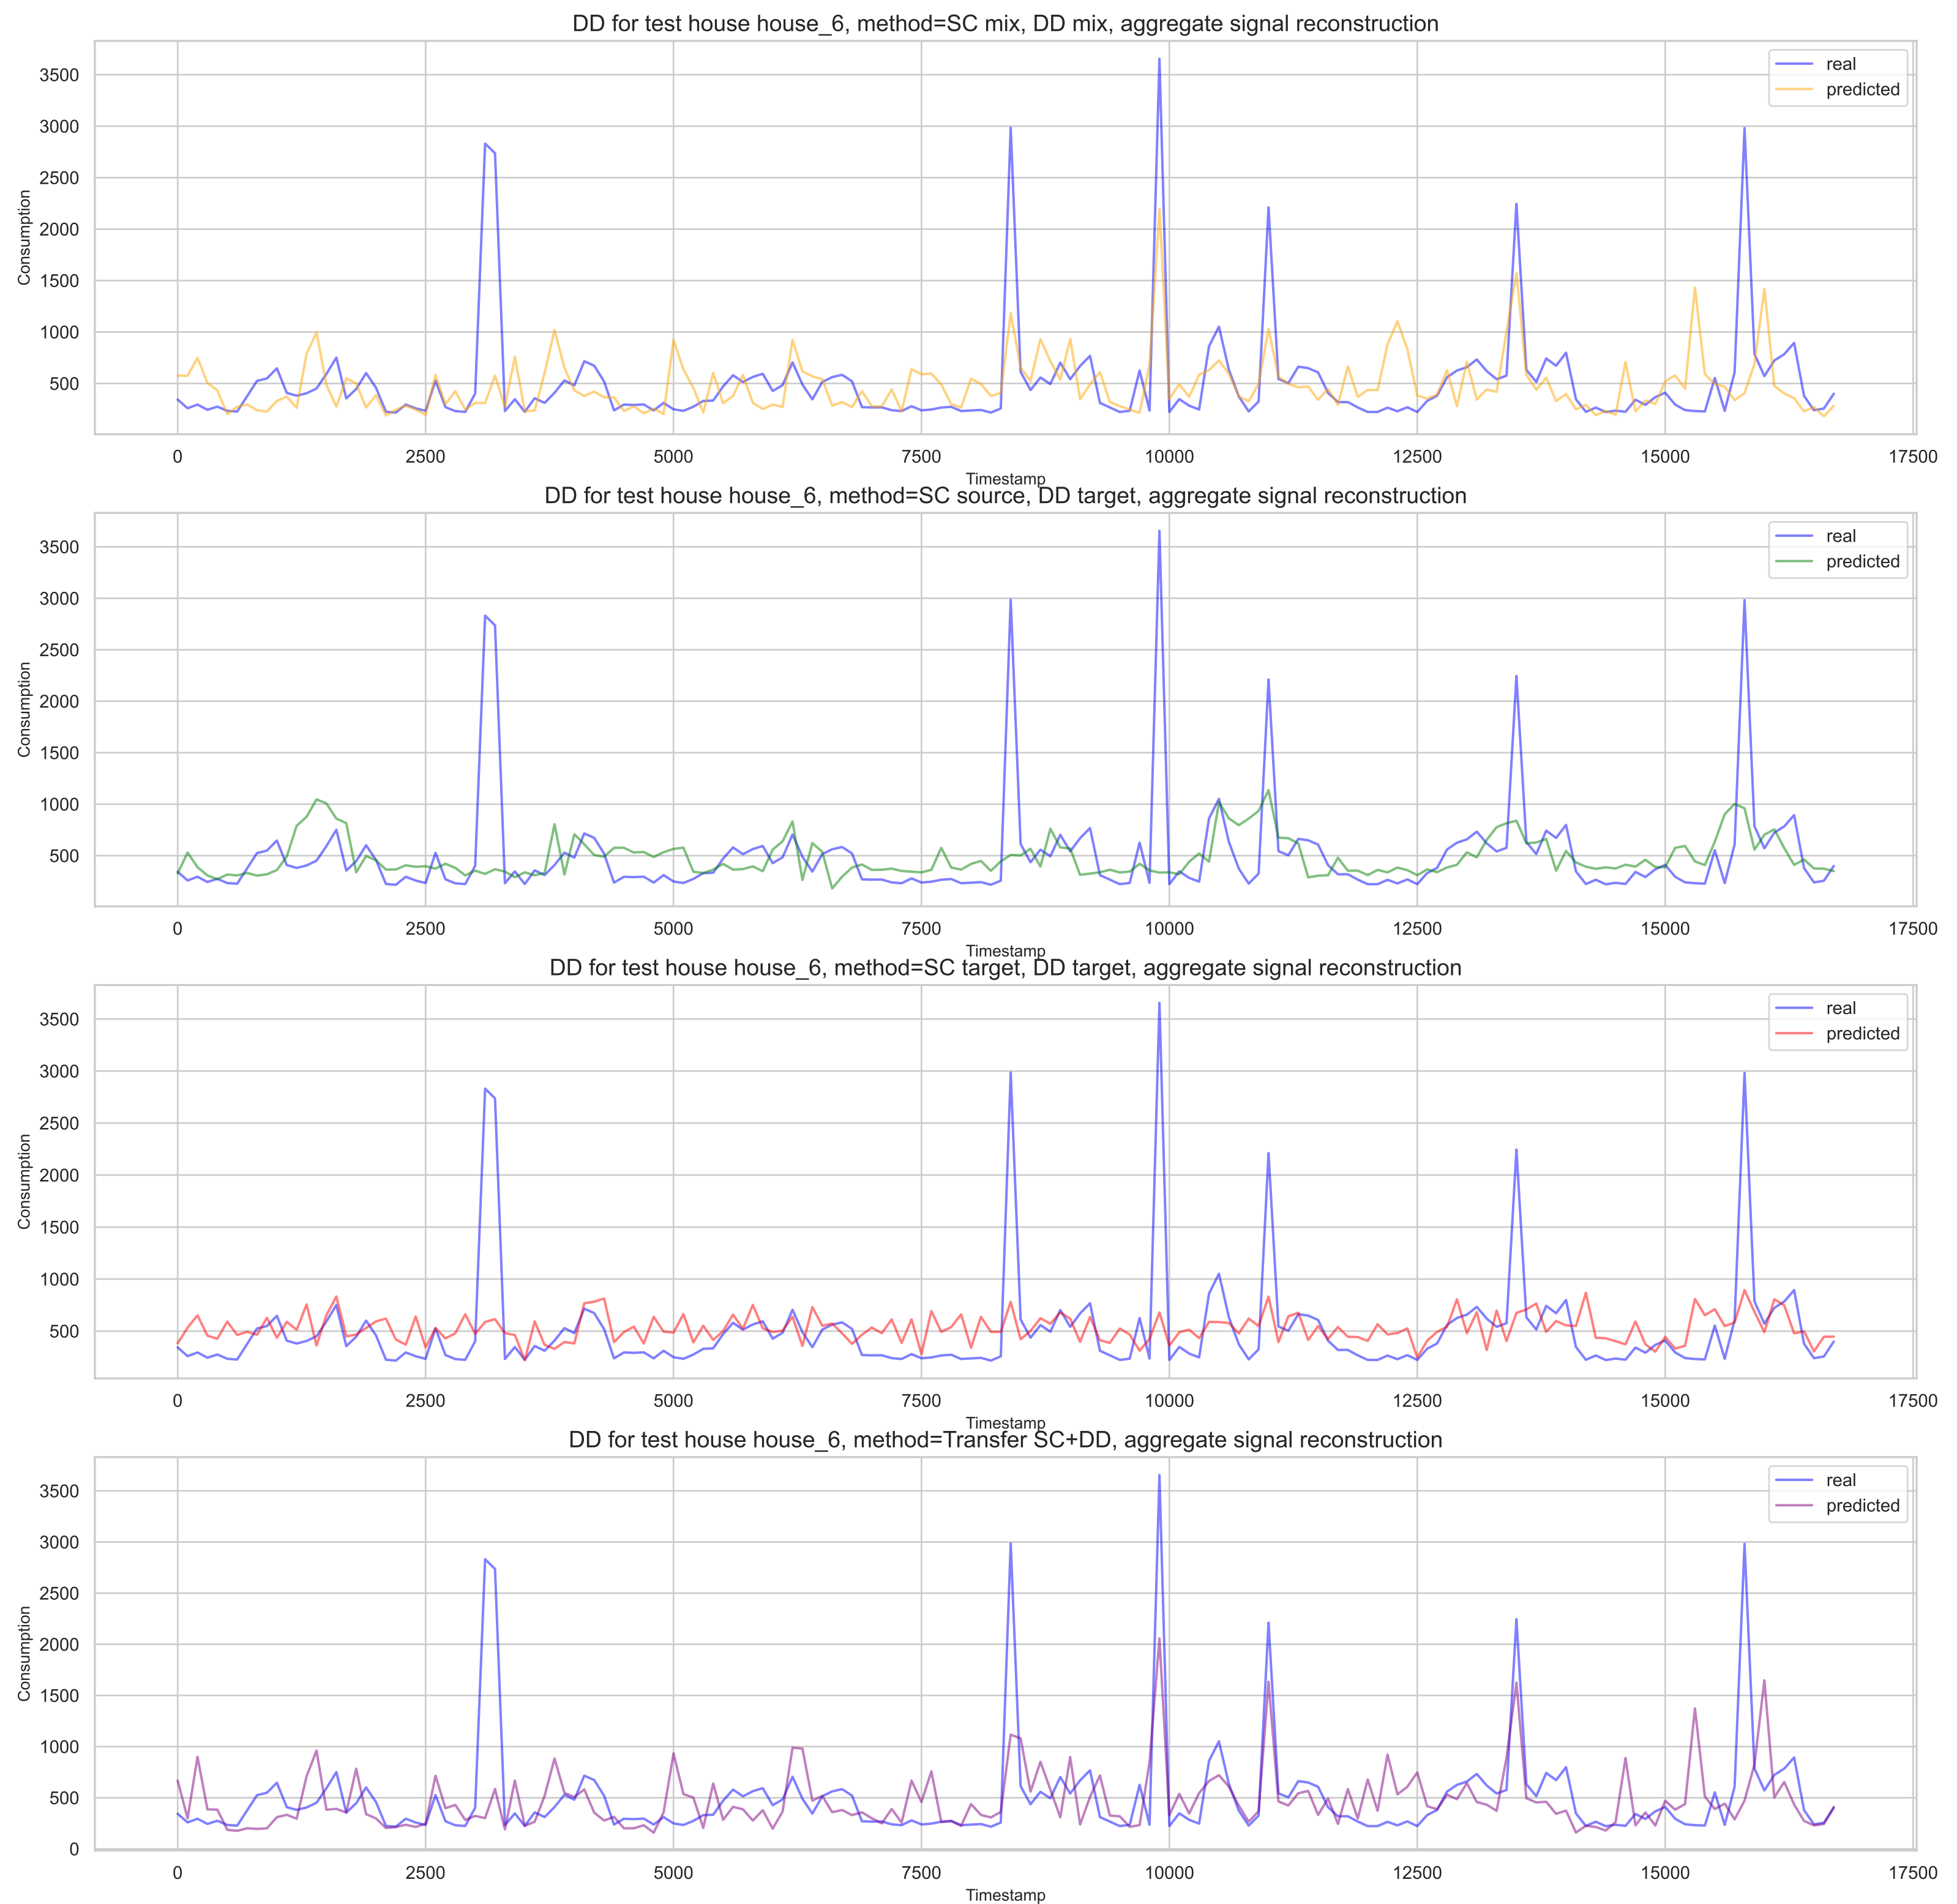 DD for test house house_6, method=SC mix, DD mix, aggregate signal reconstruction
real
predicted
3500
3000
2500
2000
1500
1000
500
Consumption
0 2500 5000 7500 10000 12500 15000 17500
Timestamp
DD for test house house_6, method=SC source, DD target, aggregate signal reconstruction
real
predicted
3500
3000
2500
2000
1500
1000
500
Consumption
0 2500 5000 7500 10000 12500 15000 17500
Timestamp
DD for test house house_6, method=SC target, DD target, aggregate signal reconstruction
real
predicted
3500
3000
2500
2000
1500
1000
500
Consumption
0 2500 5000 7500 10000 12500 15000 17500
Timestamp
DD for test house house_6, method=Transfer SC+DD, aggregate signal reconstruction
real
predicted
3500
3000
2500
2000
1500
1000
500
0
Consumption
0 2500 5000 7500 10000 12500 15000 17500
Timestamp